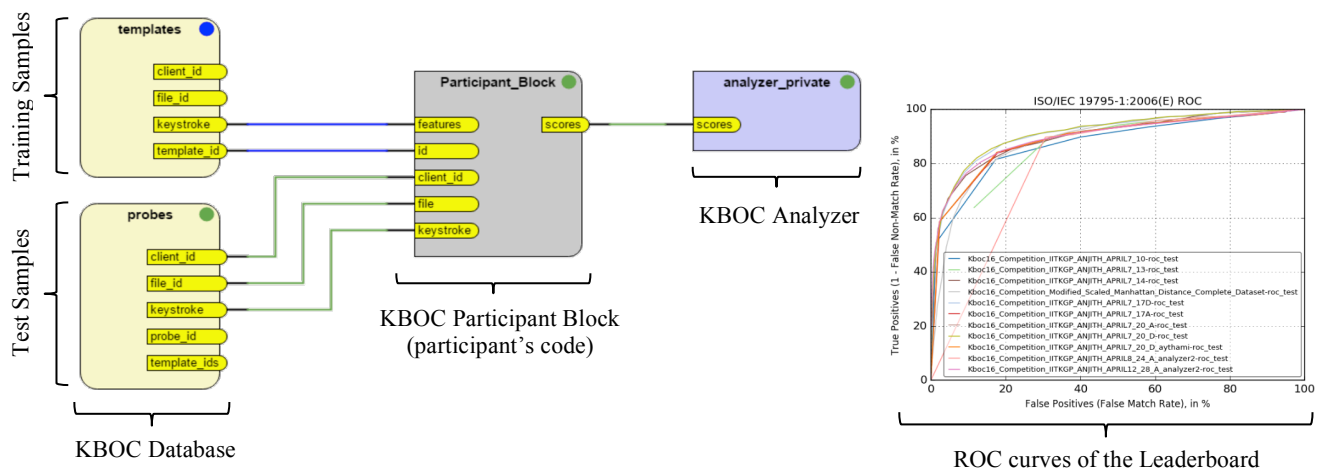 Training Samples
templates
client_id
file_id
keystroke
template_id
Test Samples
probes
client_id
file_id
keystroke
probe_id
template_ids
KBOC Database
Participant_Block
features
id
client_id
file
keystroke
scores
KBOC Participant Block
(participant's code)
analyzer_private
scores
KBOC Analyzer
ISO/IEC 19795-1:2006(E) ROC
True Positives (1 - False Non-Match Rate), in %
100
80
60
40
20
0
Kboc16_Competition_IITKGP_ANJITH_APRIL7_10-roc_test
Kboc16_Competition_IITKGP_ANJITH_APRIL7_13-roc_test
Kboc16_Competition_IITKGP_ANJITH_APRIL7_14-roc_test
Kboc16_Competition_Modified_Scaled_Manhattan_Distance_Complete_Dataset-roc_test
Kboc16_Competition_IITKGP_ANJITH_APRIL7_17D-roc_test
Kboc16_Competition_IITKGP_ANJITH_APRIL7_17A-roc_test
Kboc16_Competition_IITKGP_ANJITH_APRIL7_20_A-roc_test
Kboc16_Competition_IITKGP_ANJITH_APRIL7_20_D-roc_test
Kboc16_Competition_IITKGP_ANJITH_APRIL7_20_D_aythami-roc_test
Kboc16_Competition_IITKGP_ANJITH_APRIL8_24_A_analyzer2-roc_test
Kboc16_Competition_IITKGP_ANJITH_APRIL12_28_A_analyzer2-roc_test
0 20 40 60 80 100
False Positives (False Match Rate), in %
ROC curves of the Leaderboard